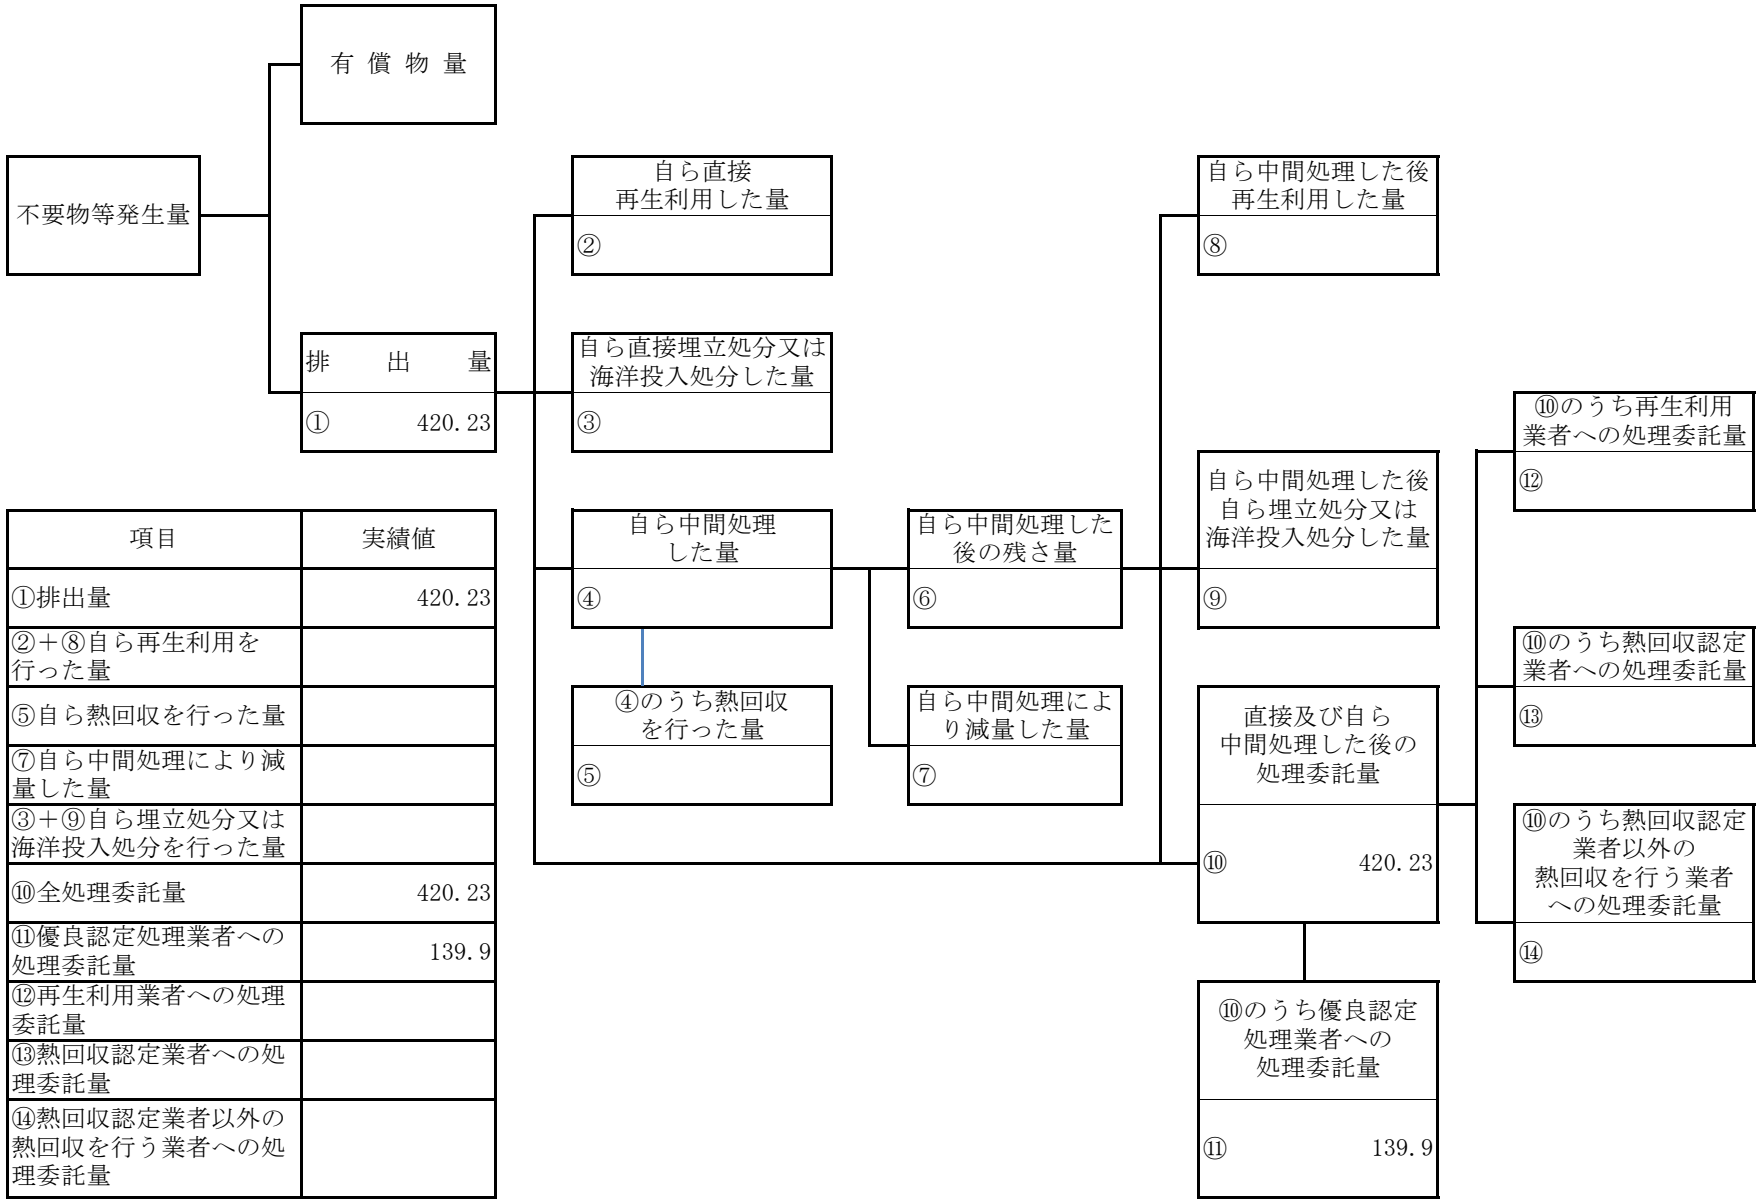 有 償 物 量
不要物等発生量
自ら直接
再生利用した量
②
自ら中間処理した後
再生利用した量
⑧
排 出 量
① 420.23
自ら直接埋立処分又は
海洋投入処分した量
③
⑩のうち再生利用
業者への処理委託量
⑫
自ら中間処理した後
自ら埋立処分又は
海洋投入処分した量
⑨
自ら中間処理
した量
④
自ら中間処理した
後の残さ量
⑥
④のうち熱回収
を行った量
⑤
自ら中間処理によ
り減量した量
⑦
直接及び自ら
中間処理した後の
処理委託量
⑩ 420.23
⑩のうち熱回収認定
業者への処理委託量
⑬
⑩のうち熱回収認定
業者以外の
熱回収を行う業者
への処理委託量
⑭
⑩のうち優良認定
処理業者への
処理委託量
⑪ 139.9
項目 実績値
①排出量 420.23
②＋⑧自ら再生利用を
行った量
⑤自ら熱回収を行った量
⑦自ら中間処理により減
量した量
③＋⑨自ら埋立処分又は
海洋投入処分を行った量
⑩全処理委託量 420.23
⑪優良認定処理業者への
処理委託量 139.9
⑫再生利用業者への処理
委託量
⑬熱回収認定業者への処
理委託量
⑭熱回収認定業者以外の
熱回収を行う業者への処
理委託量